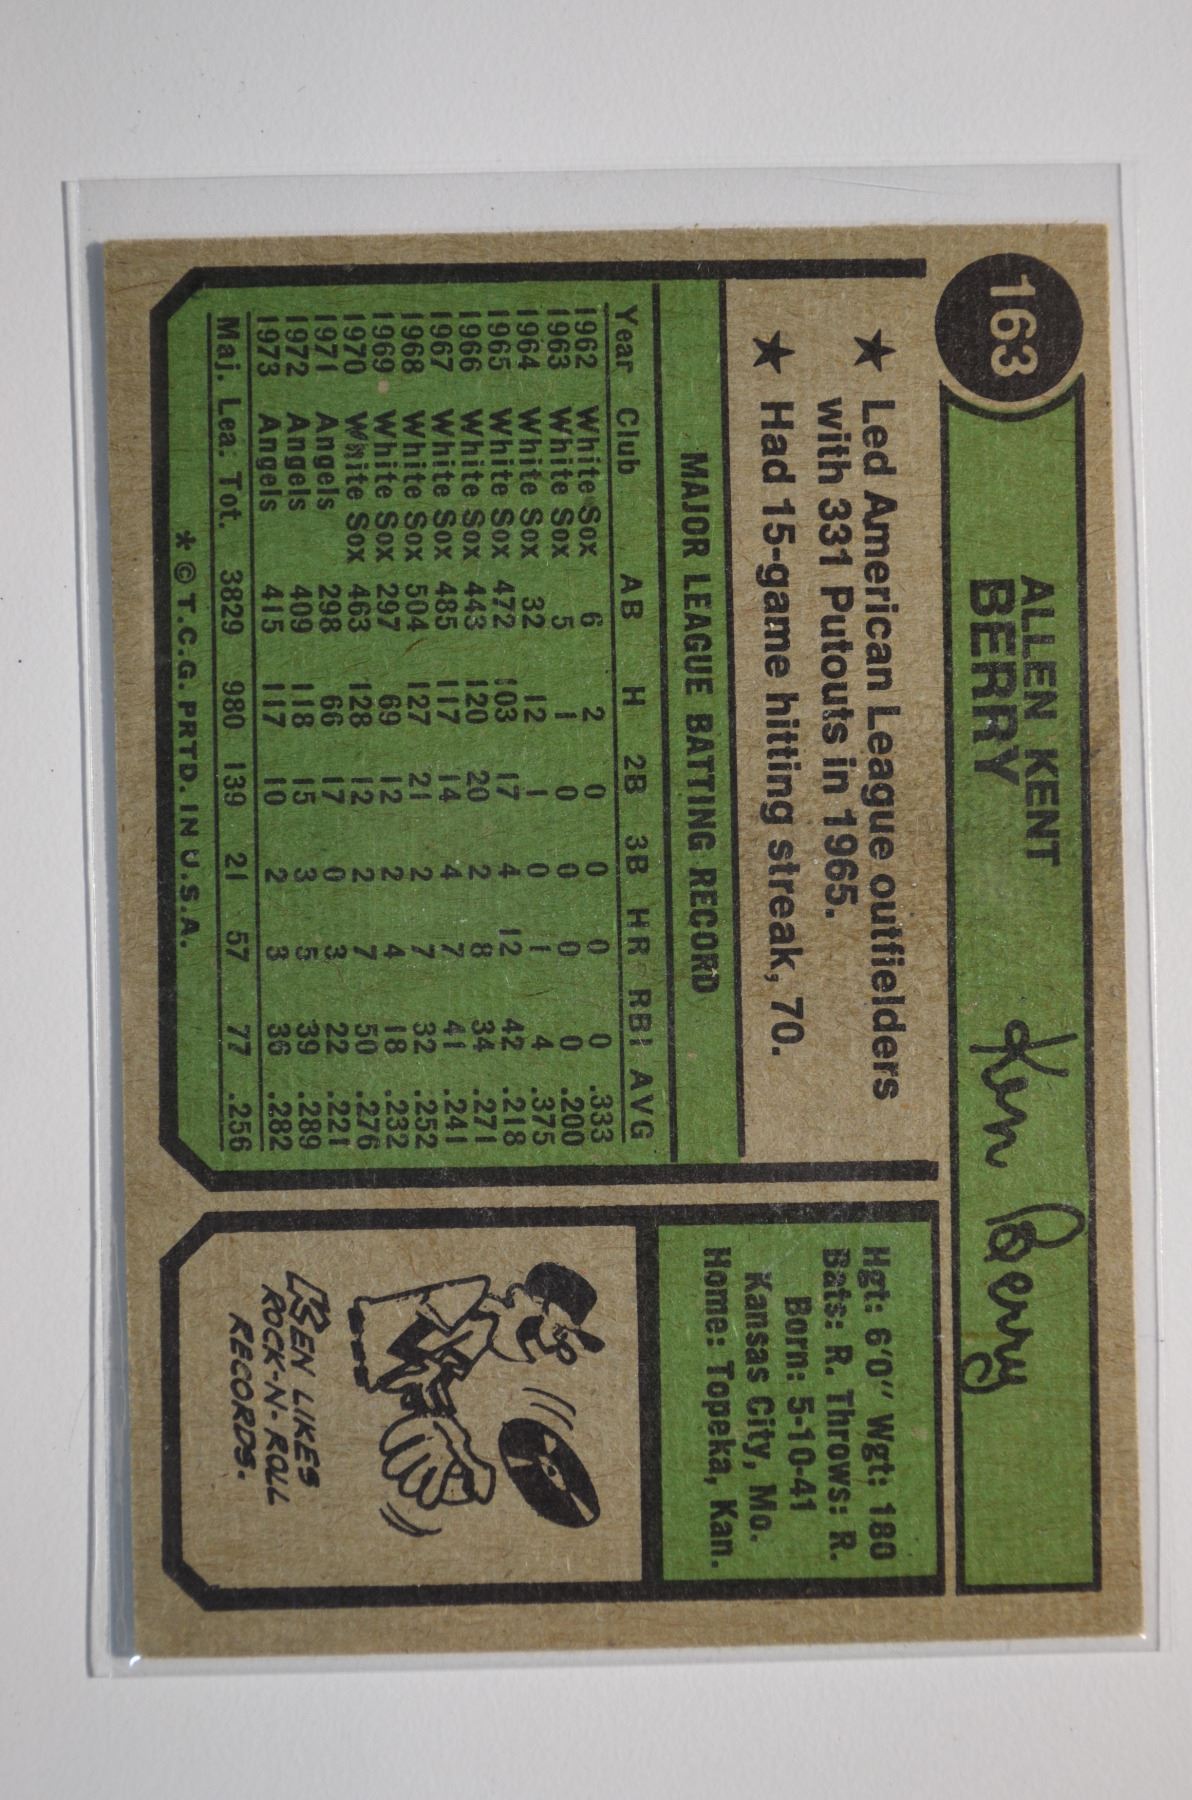 163
ALLEN KENT
BERRY
Ken Berry
★ Led American League outfielders
with 331 Putouts in 1965.
★ Had 15-game hitting streak, 70.
MAJOR LEAGUE BATTING RECORD
Year Club AB H 2B 3B HR RBI AVG
1962 White Sox 6 2 0 0 0 0 .333
1963 White Sox 5 1 0 0 0 0 .200
1964 White Sox 32 12 1 0 1 4 .375
1965 White Sox 472 103 17 4 12 42 .218
1966 White Sox 443 120 20 2 8 34 .271
1967 White Sox 485 117 14 4 7 41 .241
1968 White Sox 504 127 21 2 7 32 .252
1969 White Sox 297 69 12 2 4 18 .232
1970 White Sox 463 128 12 2 7 50 .276
1971 Angels 298 66 17 0 3 22 .221
1972 Angels 409 118 15 3 5 39 .289
1973 Angels 415 117 10 2 3 36 .282
Maj. Lea. Tot. 3829 980 139 21 57 77 .256
* © T.C.G. PRTD. IN U.S.A.
Hgt: 6'0" Wgt: 180
Bats: R. Throws: R.
Born: 5-10-41
Kansas City, Mo.
Home: Topeka, Kan.
KEN LIKES
ROCK-N-ROLL
RECORDS.